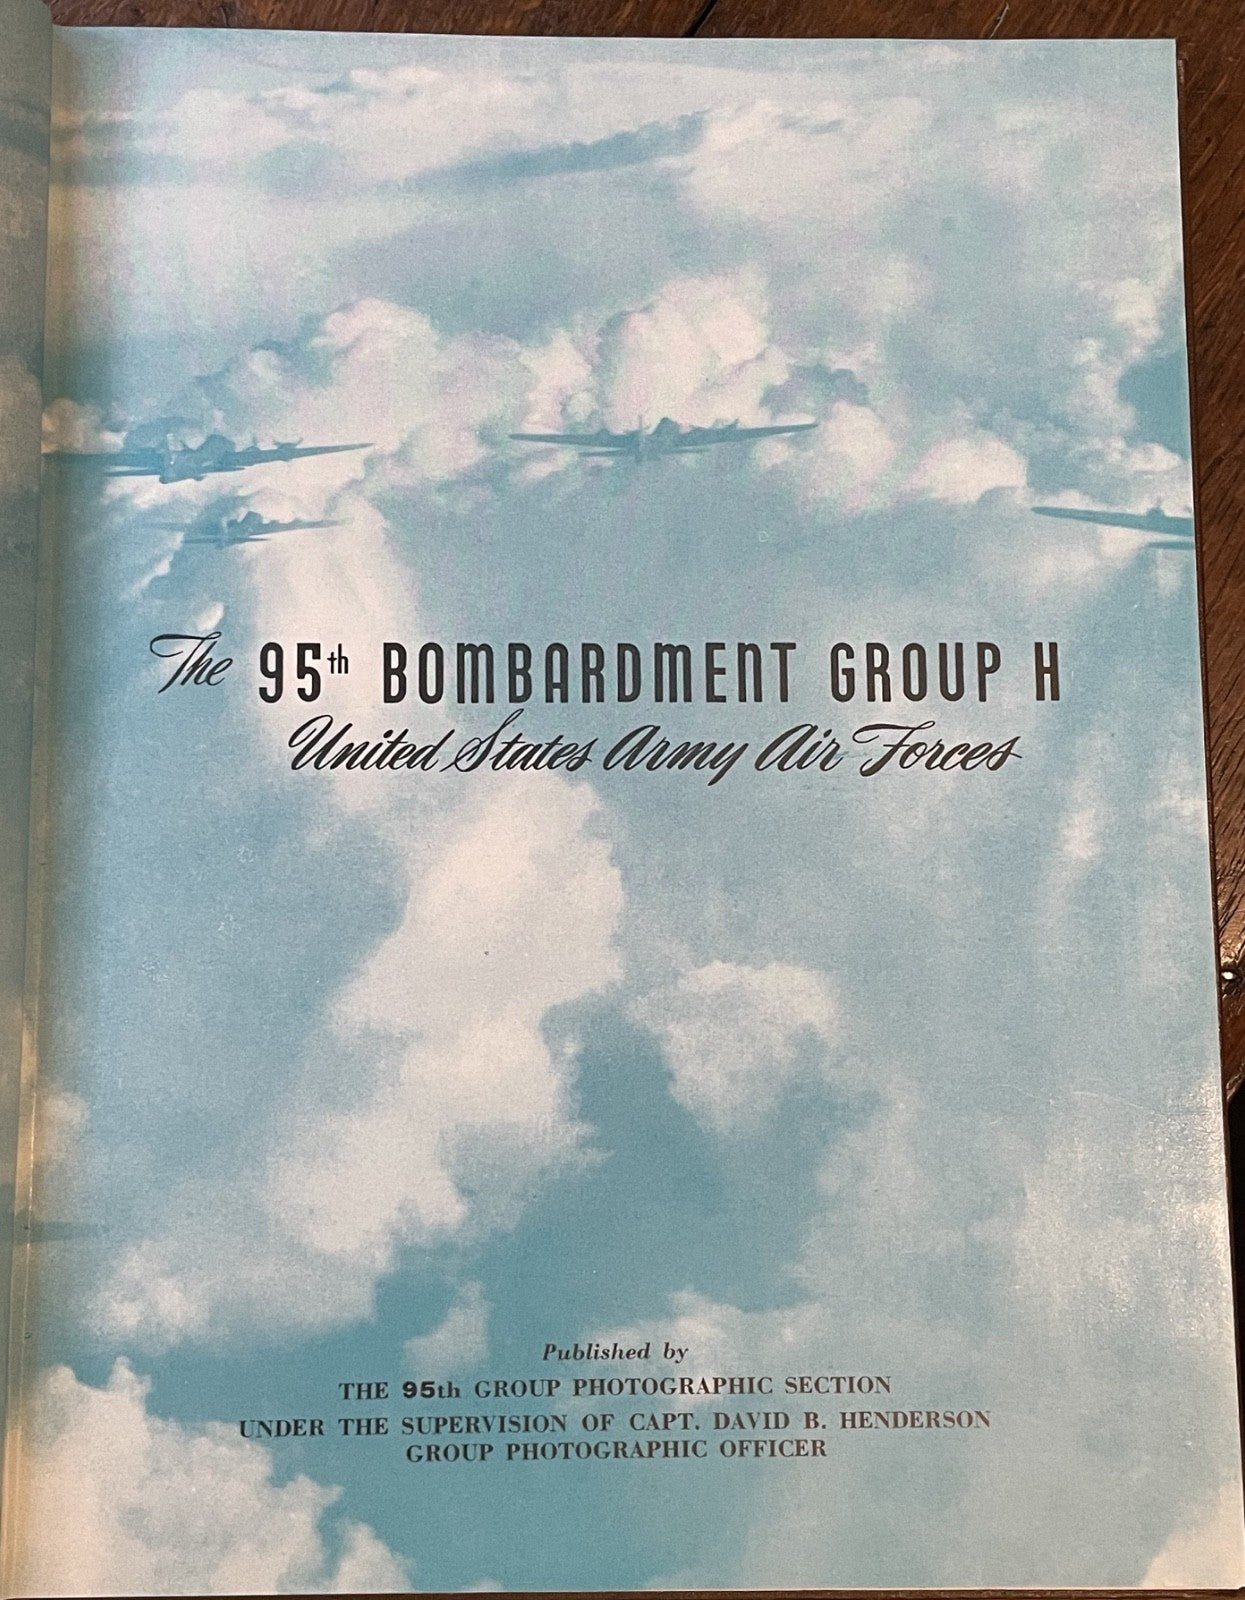 The 95th BOMBARDMENT GROUP H
United States Army Air Forces
Published by
THE 95th GROUP PHOTOGRAPHIC SECTION
UNDER THE SUPERVISION OF CAPT. DAVID B. HENDERSON
GROUP PHOTOGRAPHIC OFFICER